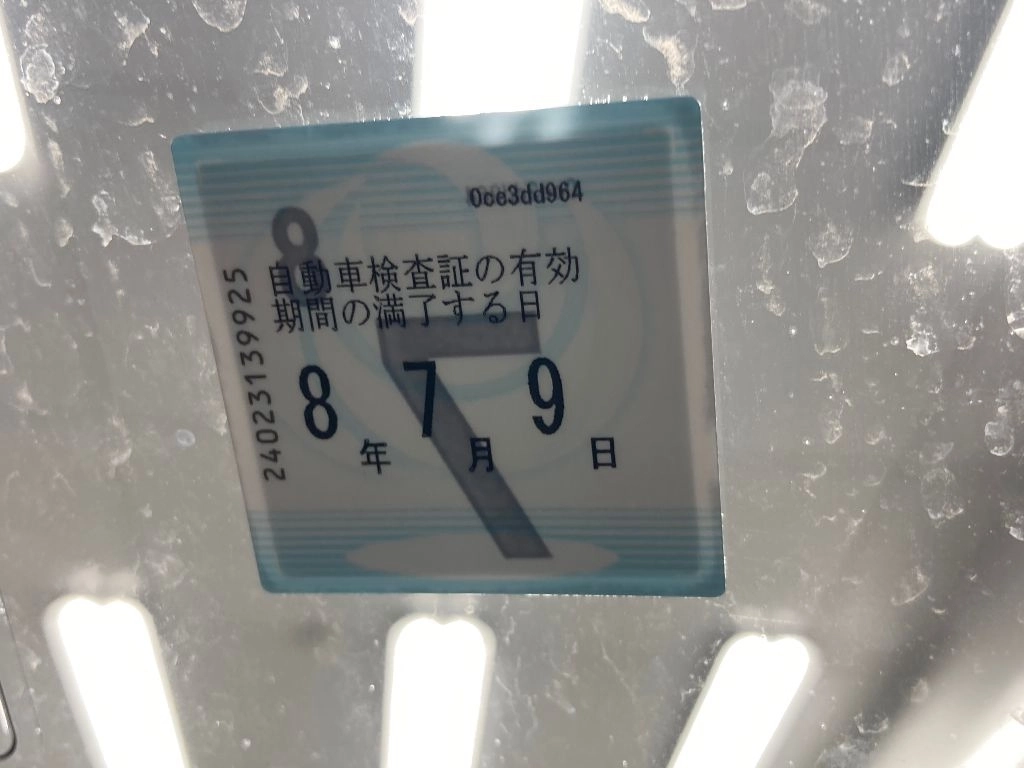 0ce3dd964
自動車検査証の有効
期間の満了する日
8年 7月 9日
240231139925
8
7